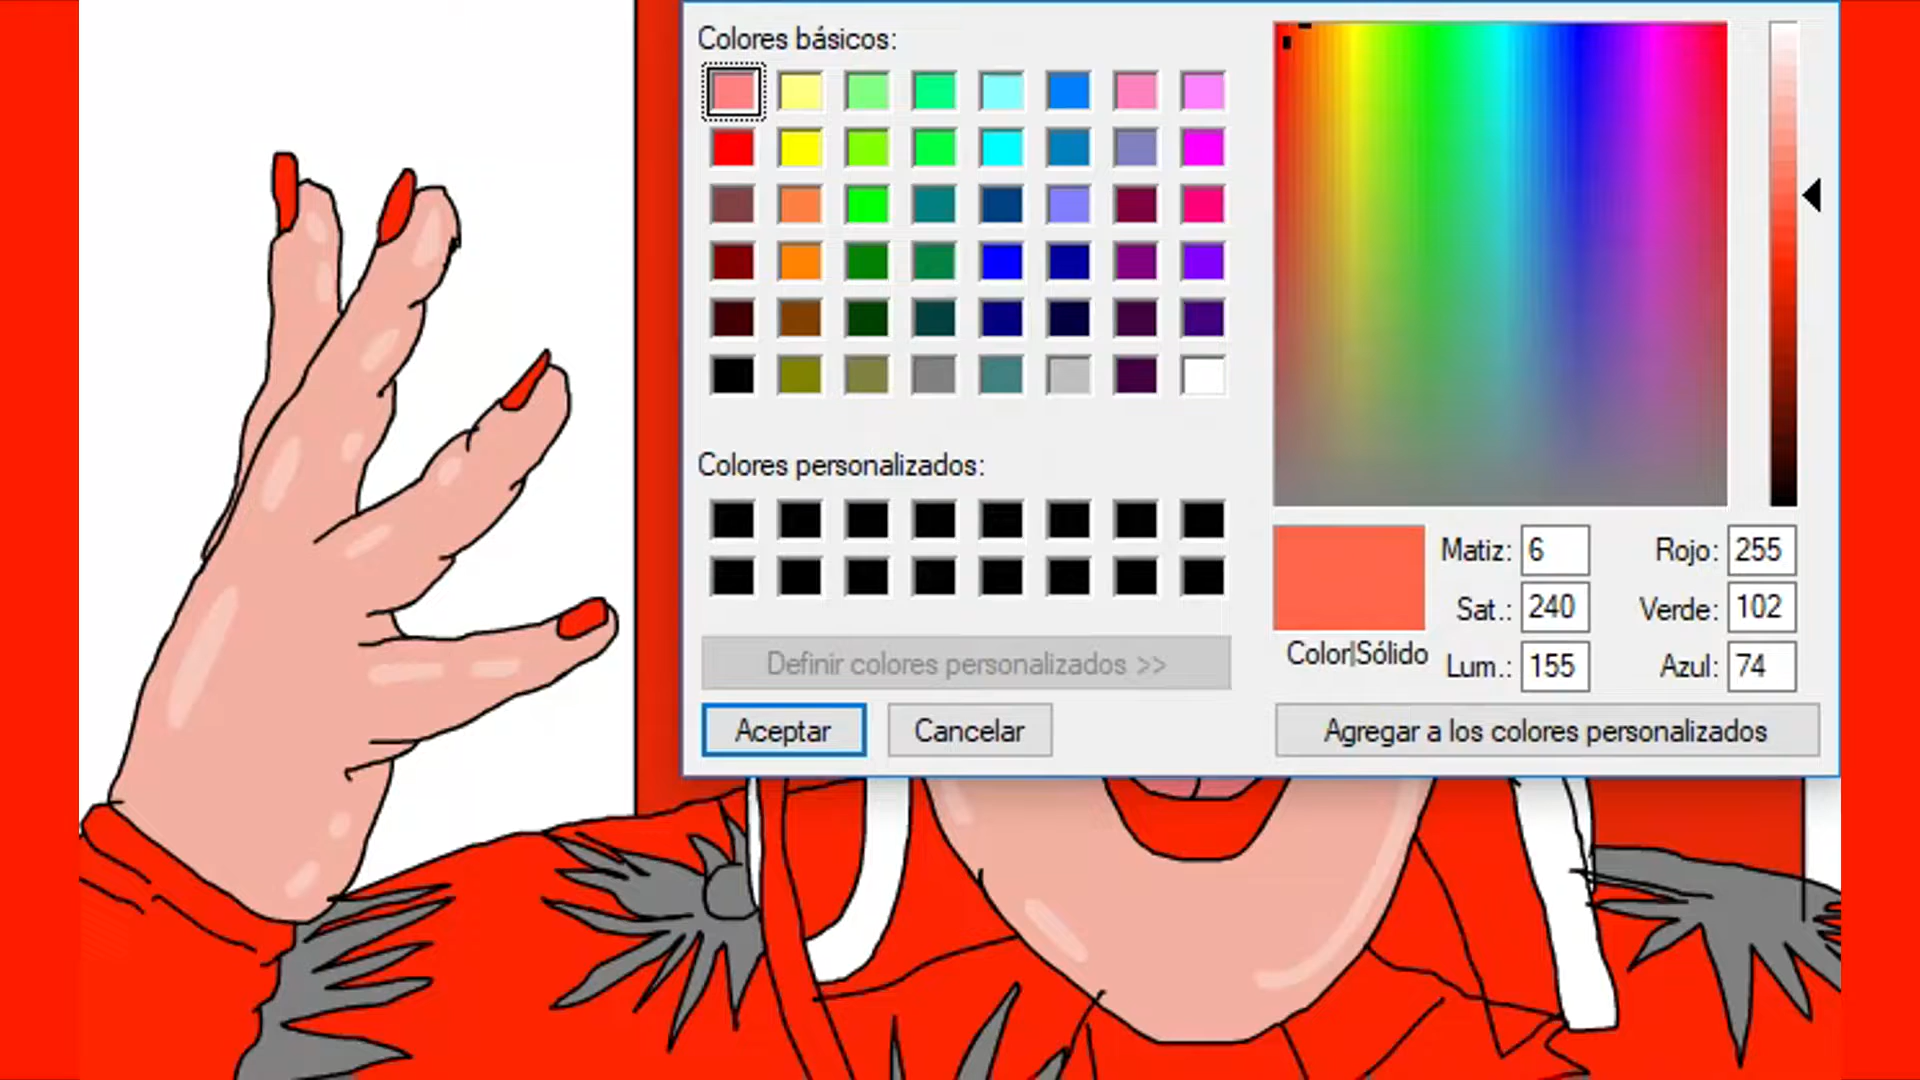 Colores básicos:
Colores personalizados:
Definir colores personalizados >>
Aceptar
Cancelar
Color|Sólido
Matiz: 6
Sat.: 240
Lum.: 155
Rojo: 255
Verde: 102
Azul: 74
Agregar a los colores personalizados